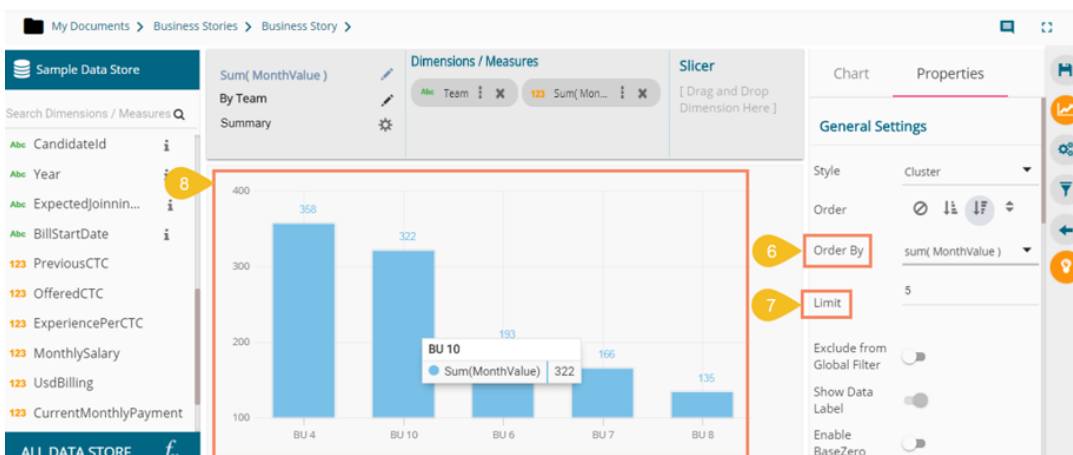 My Documents > Business Stories > Business Story >
Sample Data Store
Search Dimensions / Measures
Abc CandidateId i
Abc Year
Abc ExpectedJoinnin... i
Abc BillStartDate i
123 PreviousCTC
123 OfferedCTC
123 ExperiencePerCTC
123 MonthlySalary
123 UsdBilling
123 CurrentMonthlyPayment
ALL DATA STORE
Sum( MonthValue )
By Team
Summary
Dimensions / Measures
Abc Team
123 Sum( Mon...
Slicer
[ Drag and Drop
Dimension Here ]
8
400
300
200
100
358
322
193
166
135
BU 10
Sum(MonthValue) 322
BU 4 BU 10 BU 6 BU 7 BU 8
Chart Properties
General Settings
Style Cluster
Order
6 Order By sum( MonthValue )
7 Limit 5
Exclude from
Global Filter
Show Data
Label
Enable
BaseZero